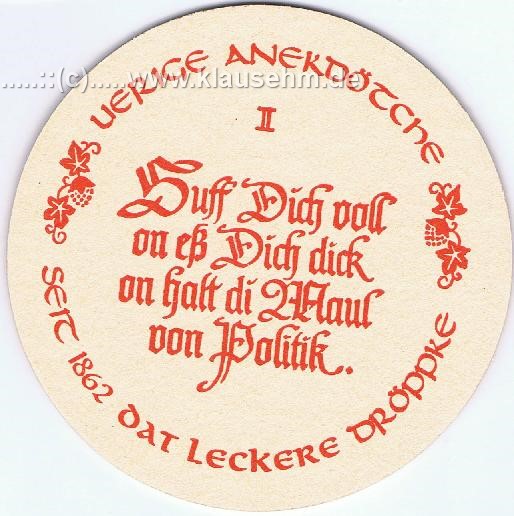 ......::(c).....www.klausehm.de
UERIGE ANEKDÖTCHE
II
Suff Dich voll
on eß Dich dick
on halt di Maul
von Politik.
SEIT 1862 DAT LECKERE DRÖPPKE